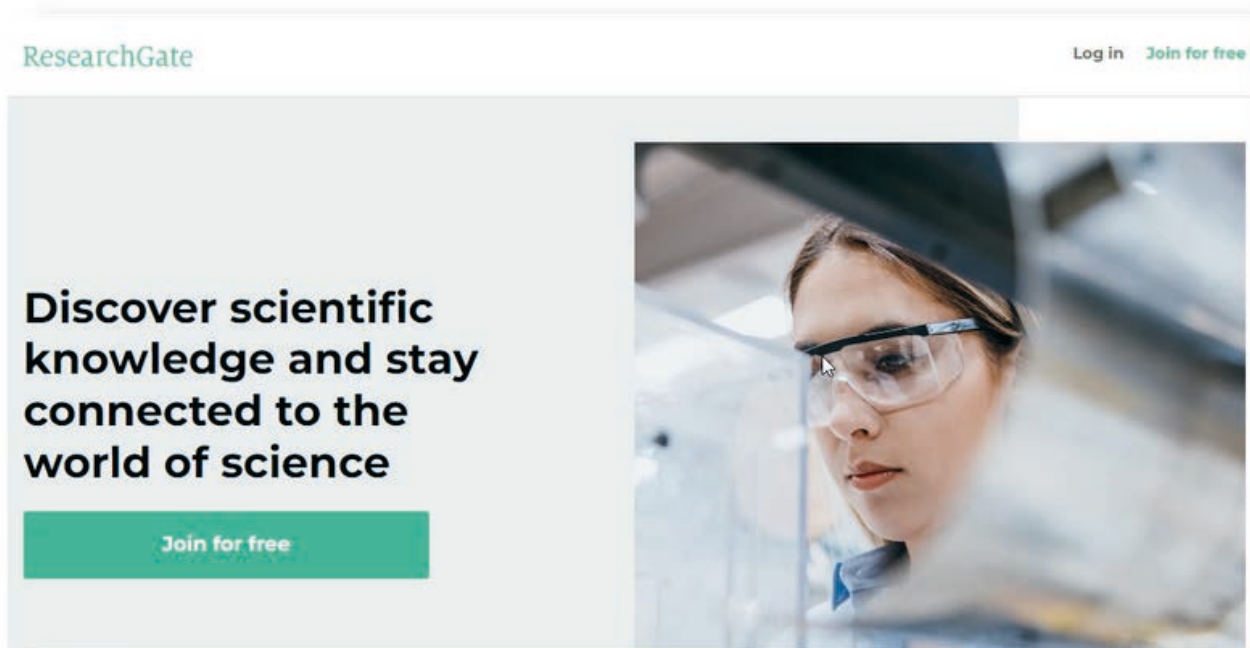 ResearchGate
Log in Join for free
Discover scientific
knowledge and stay
connected to the
world of science
Join for free